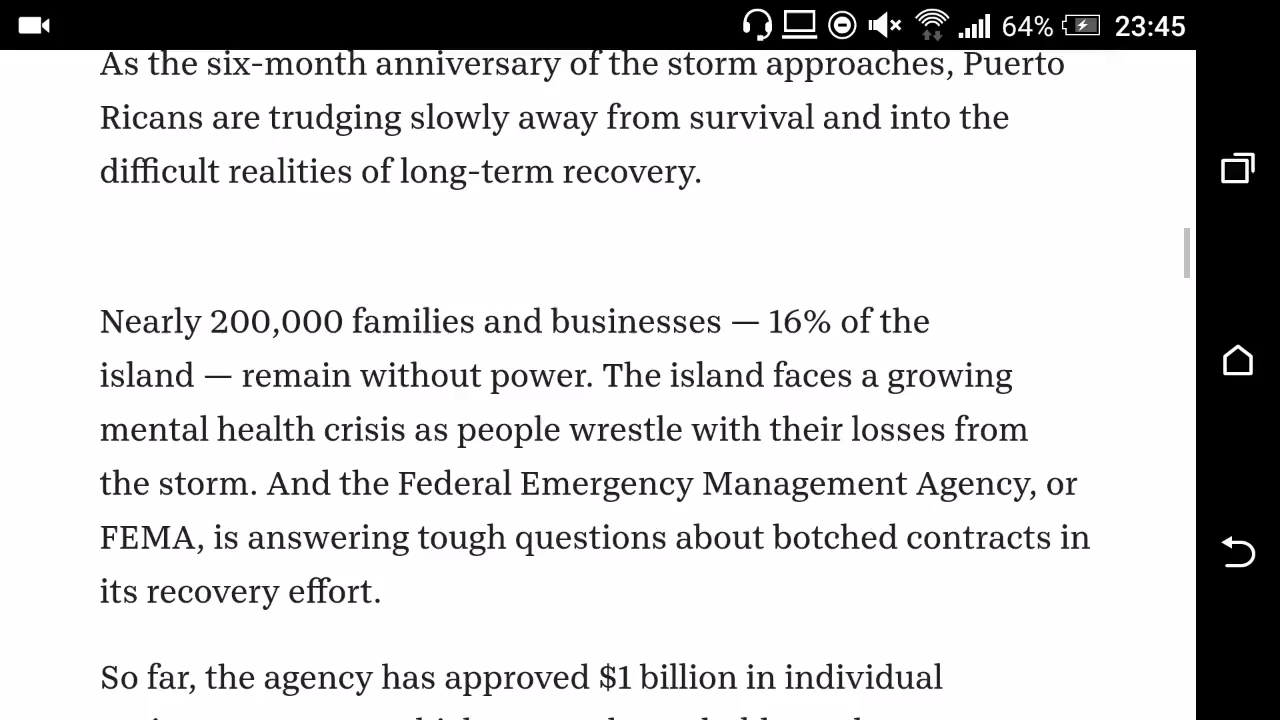 64% 23:45
As the six-month anniversary of the storm approaches, Puerto
Ricans are trudging slowly away from survival and into the
difficult realities of long-term recovery.
Nearly 200,000 families and businesses — 16% of the
island — remain without power. The island faces a growing
mental health crisis as people wrestle with their losses from
the storm. And the Federal Emergency Management Agency, or
FEMA, is answering tough questions about botched contracts in
its recovery effort.
So far, the agency has approved $1 billion in individual